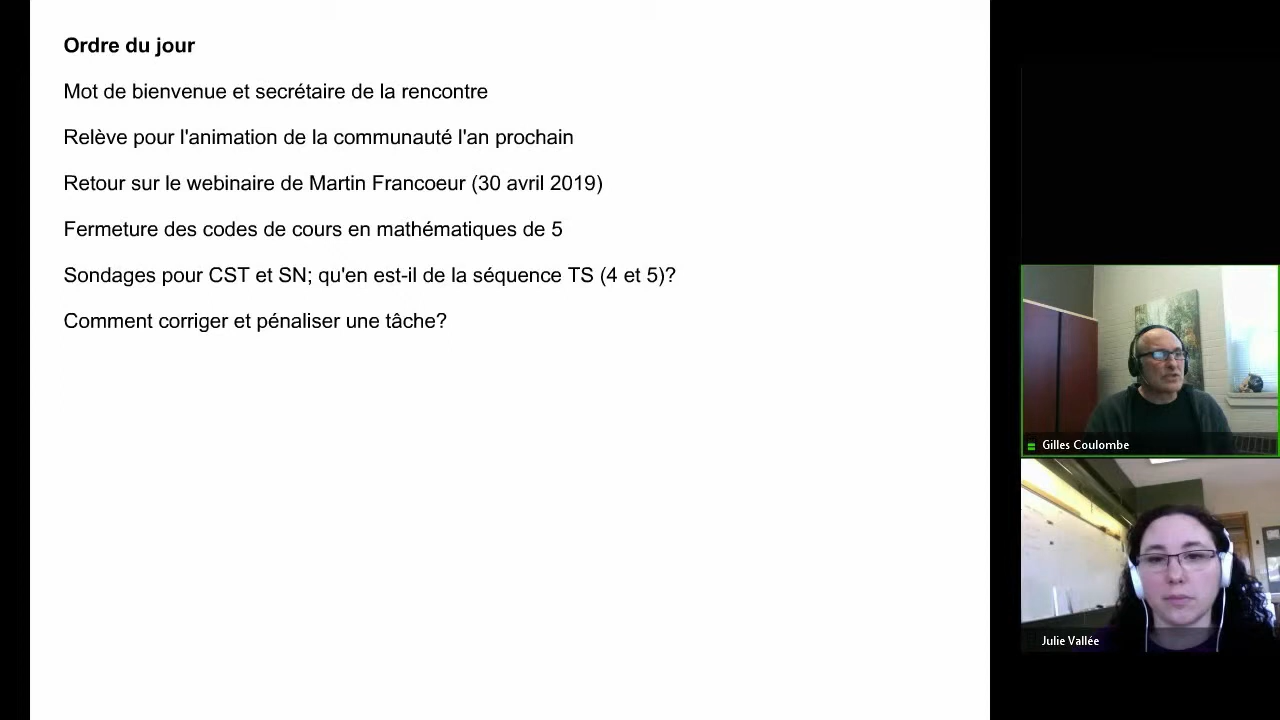 Ordre du jour
Mot de bienvenue et secrétaire de la rencontre
Relève pour l'animation de la communauté l'an prochain
Retour sur le webinaire de Martin Francoeur (30 avril 2019)
Fermeture des codes de cours en mathématiques de 5
Sondages pour CST et SN; qu'en est-il de la séquence TS (4 et 5)?
Comment corriger et pénaliser une tâche?
Gilles Coulombe
Julie Vallée